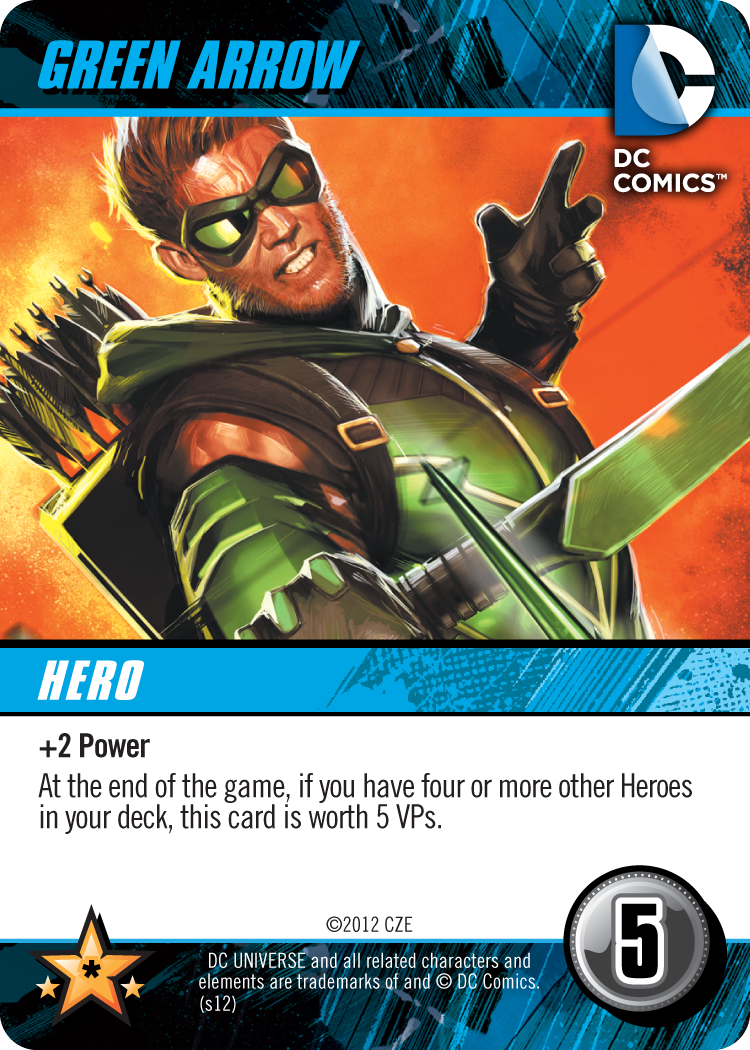 GREEN ARROW
DC
COMICS™
HERO
+2 Power
At the end of the game, if you have four or more other Heroes
in your deck, this card is worth 5 VPs.
©2012 CZE
*
5
DC UNIVERSE and all related characters and
elements are trademarks of and © DC Comics.
(s12)